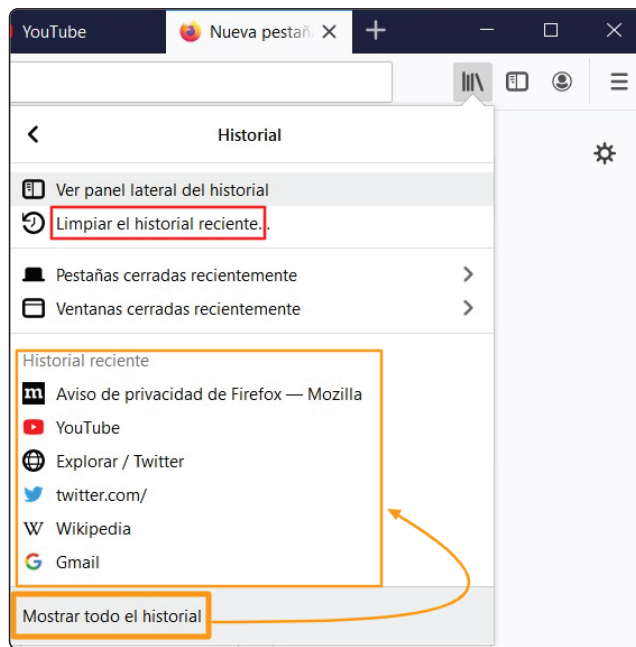 YouTube
Nueva pestañ
Historial
Ver panel lateral del historial
Limpiar el historial reciente...
Pestañas cerradas recientemente
Ventanas cerradas recientemente
Historial reciente
m Aviso de privacidad de Firefox — Mozilla
YouTube
Explorar / Twitter
twitter.com/
W Wikipedia
G Gmail
Mostrar todo el historial